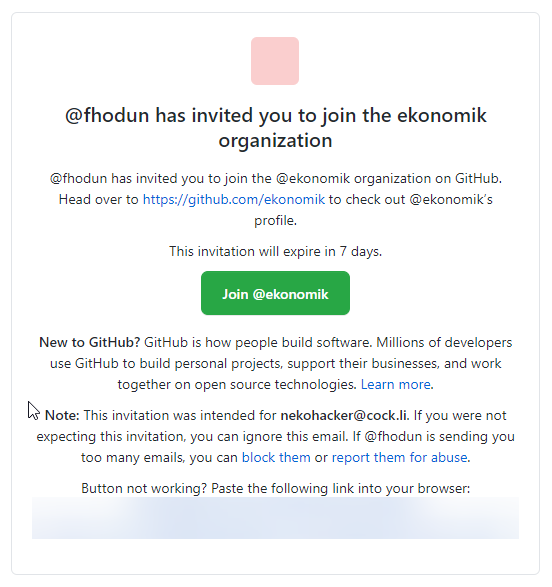 @fhodun has invited you to join the ekonomik
organization
@fhodun has invited you to join the @ekonomik organization on GitHub.
Head over to https://github.com/ekonomik to check out @ekonomik's
profile.
This invitation will expire in 7 days.
Join @ekonomik
New to GitHub? GitHub is how people build software. Millions of developers
use GitHub to build personal projects, support their businesses, and work
together on open source technologies. Learn more.
Note: This invitation was intended for nekohacker@cock.li. If you were not
expecting this invitation, you can ignore this email. If @fhodun is sending you
too many emails, you can block them or report them for abuse.
Button not working? Paste the following link into your browser: